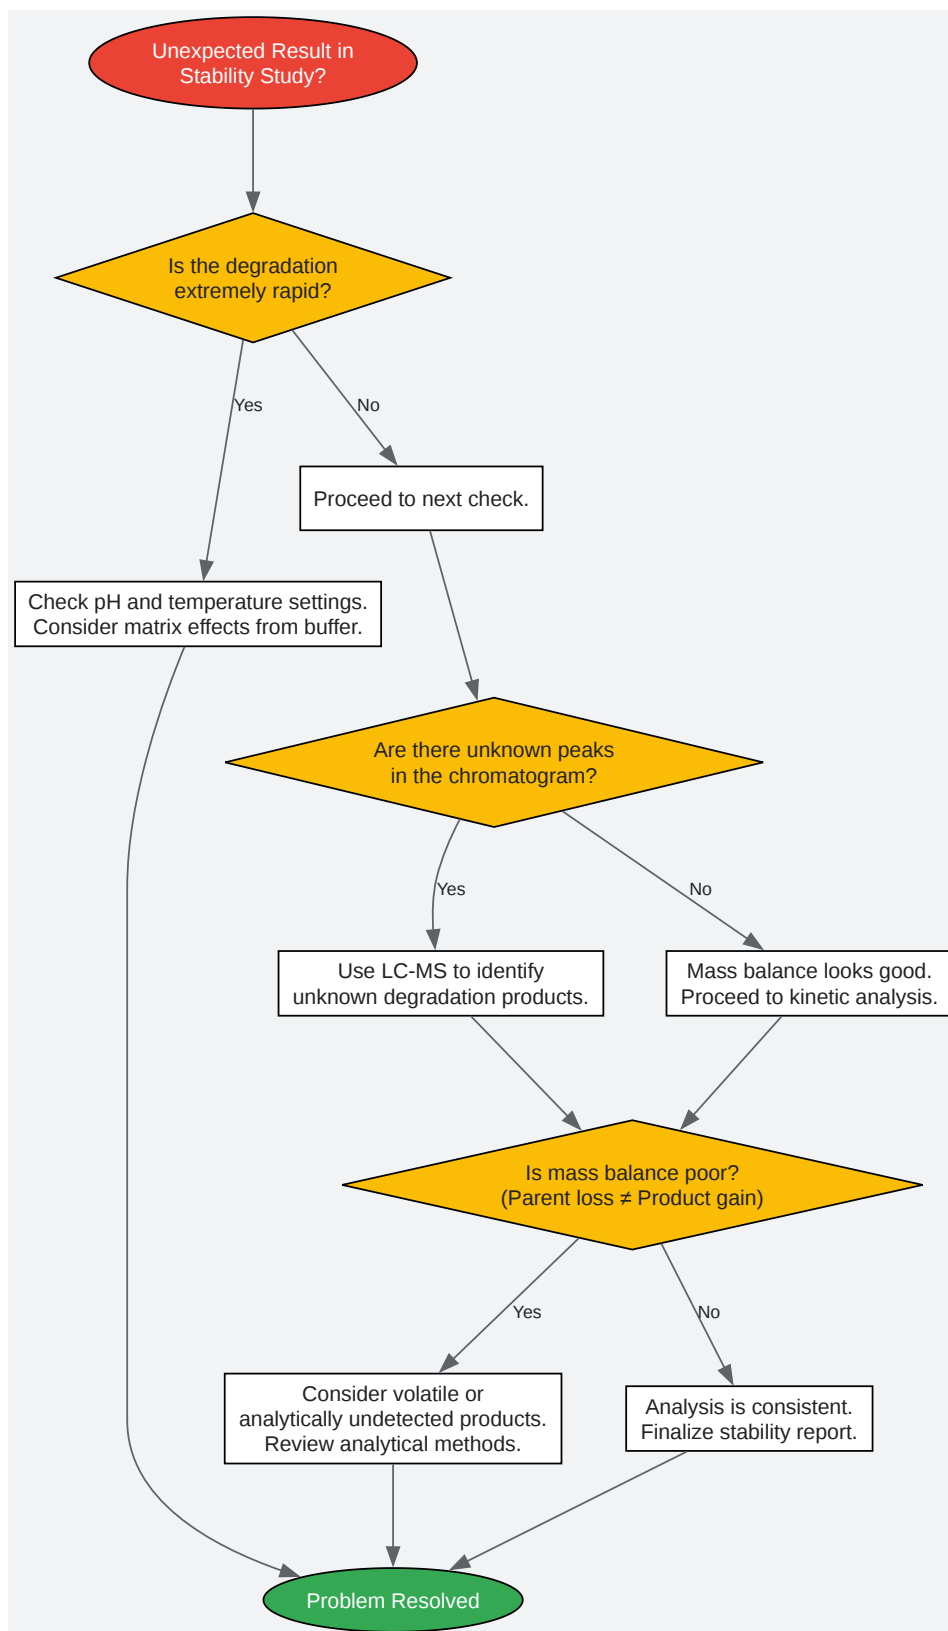 Unexpected Result in
Stability Study?
Is the degradation
extremely rapid?
Yes
No
Proceed to next check.
Check pH and temperature settings.
Consider matrix effects from buffer.
Are there unknown peaks
in the chromatogram?
Yes
No
Use LC-MS to identify
unknown degradation products.
Mass balance looks good.
Proceed to kinetic analysis.
Is mass balance poor?
(Parent loss ≠ Product gain)
Yes
No
Consider volatile or
analytically undetected products.
Review analytical methods.
Analysis is consistent.
Finalize stability report.
Problem Resolved